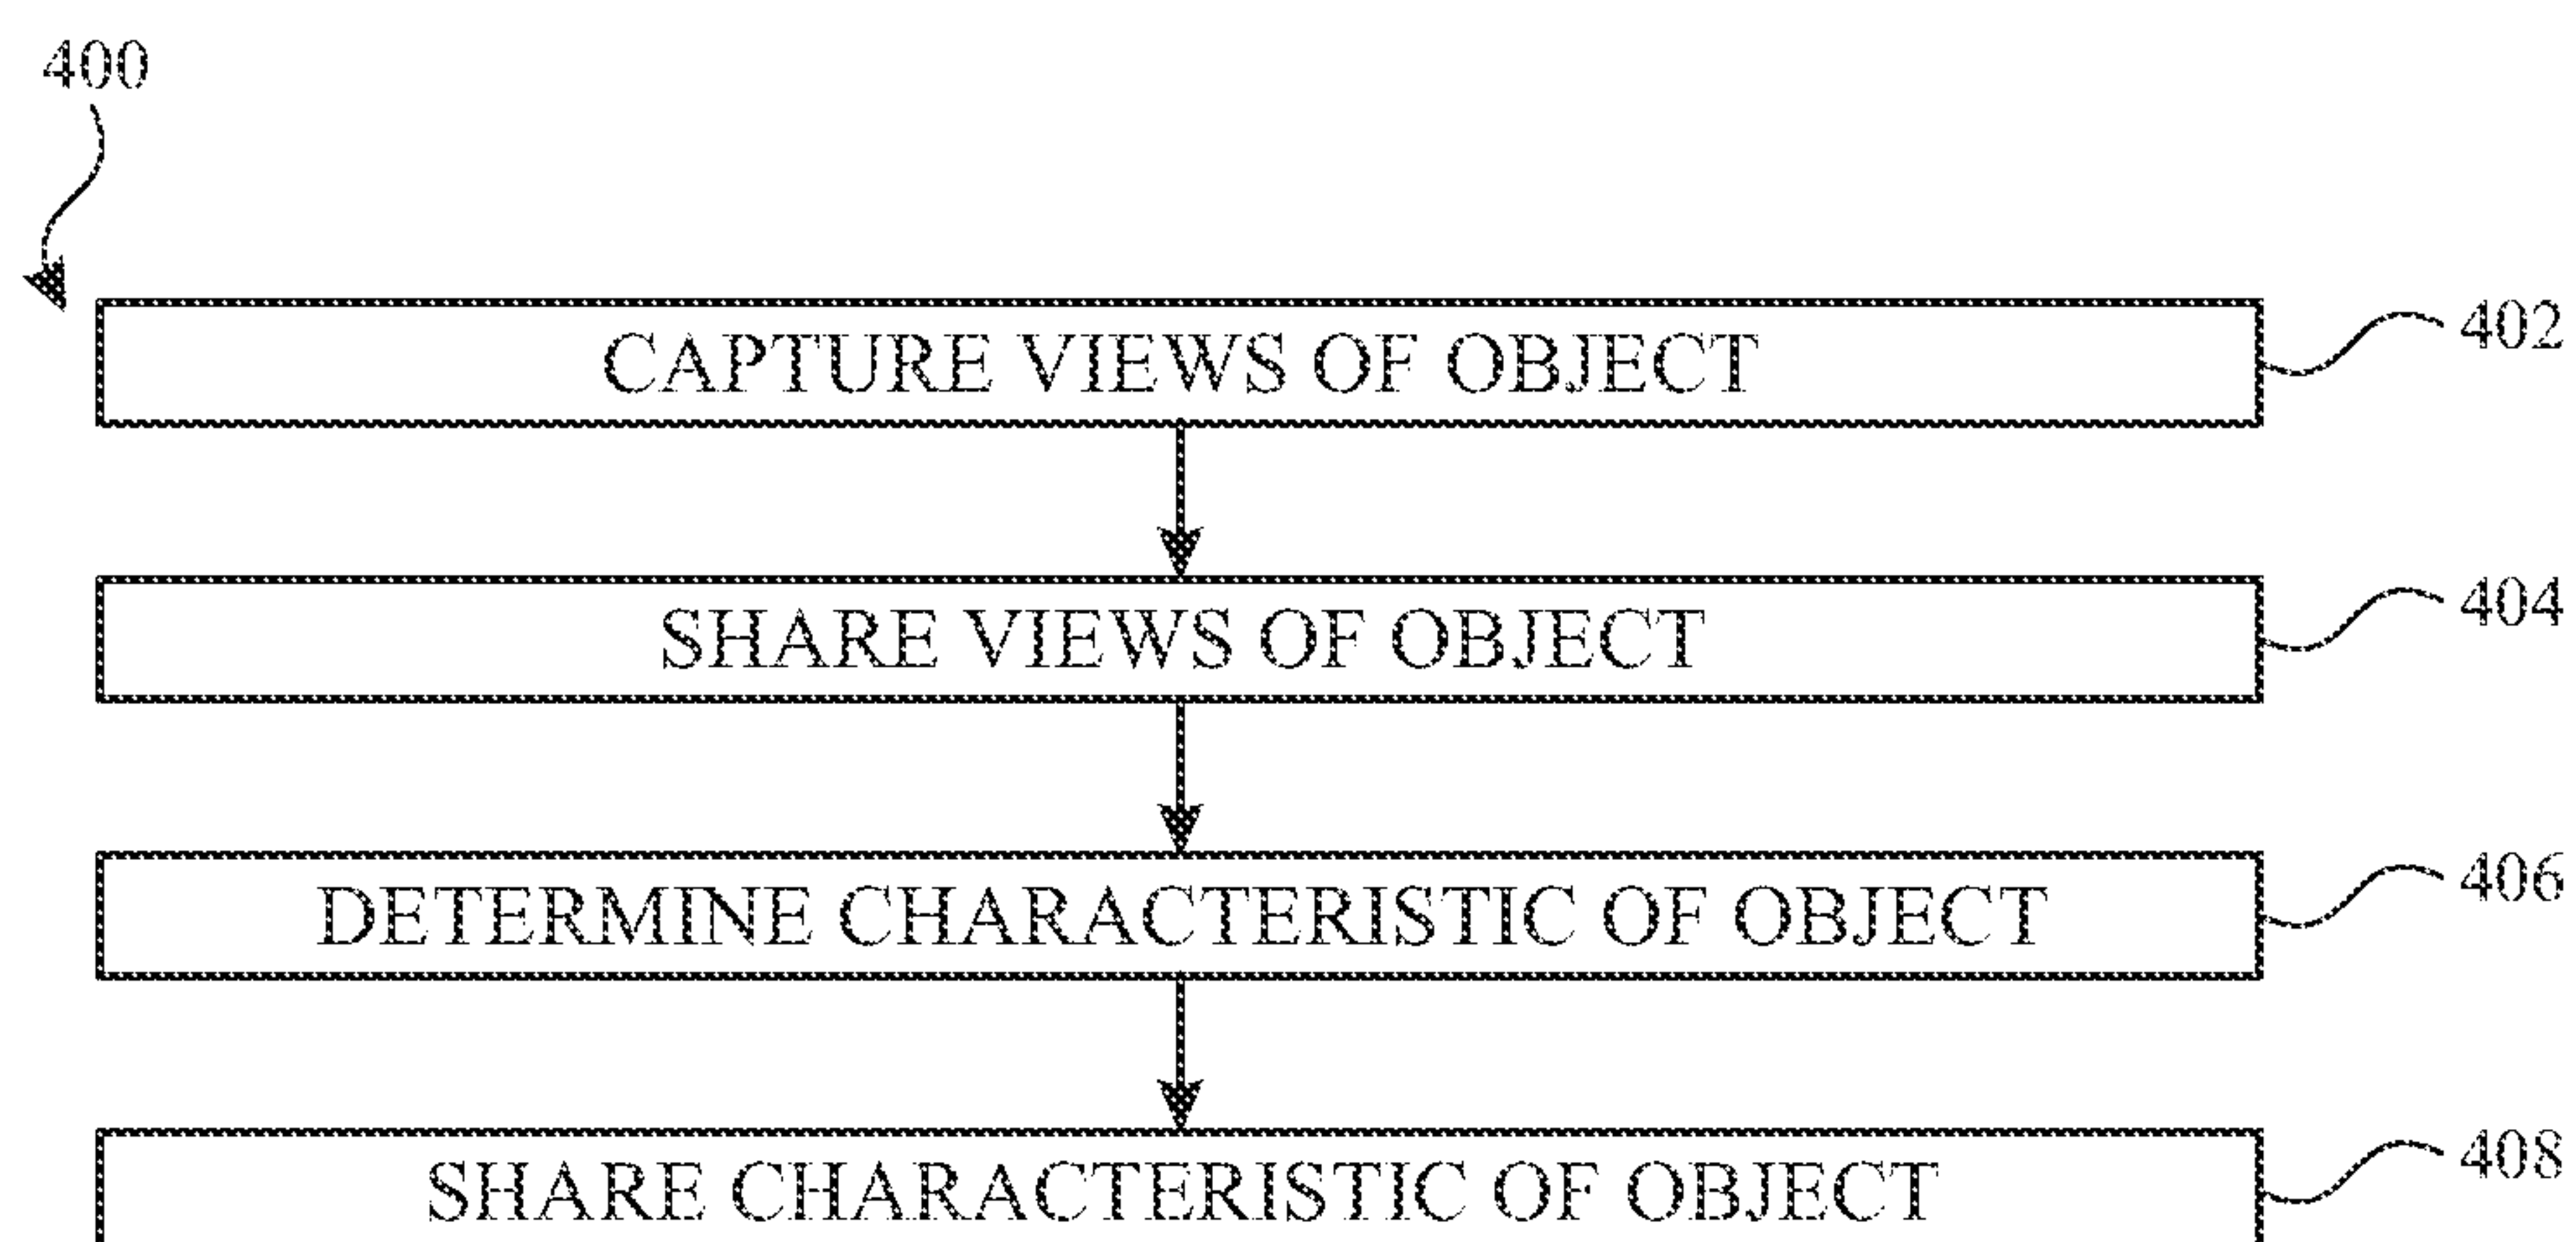 400
CAPTURE VIEWS OF OBJECT
402
SHARE VIEWS OF OBJECT
404
DETERMINE CHARACTERISTIC OF OBJECT
406
SHARE CHARACTERISTIC OF OBJECT
408